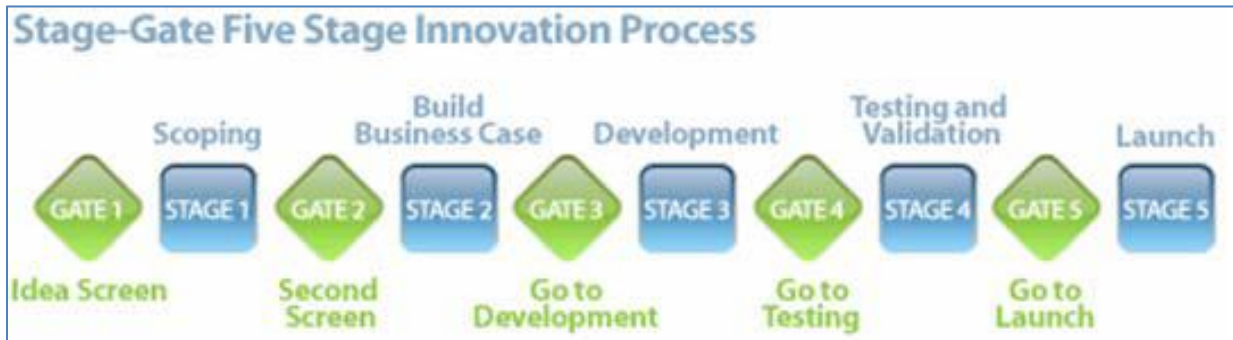 Stage-Gate Five Stage Innovation Process
Scoping
Build
Business Case
Development
Testing and
Validation
Launch
GATE 1
STAGE 1
GATE 2
STAGE 2
GATE 3
STAGE 3
GATE 4
STAGE 4
GATE 5
STAGE 5
Idea Screen
Second
Screen
Go to
Development
Go to
Testing
Go to
Launch